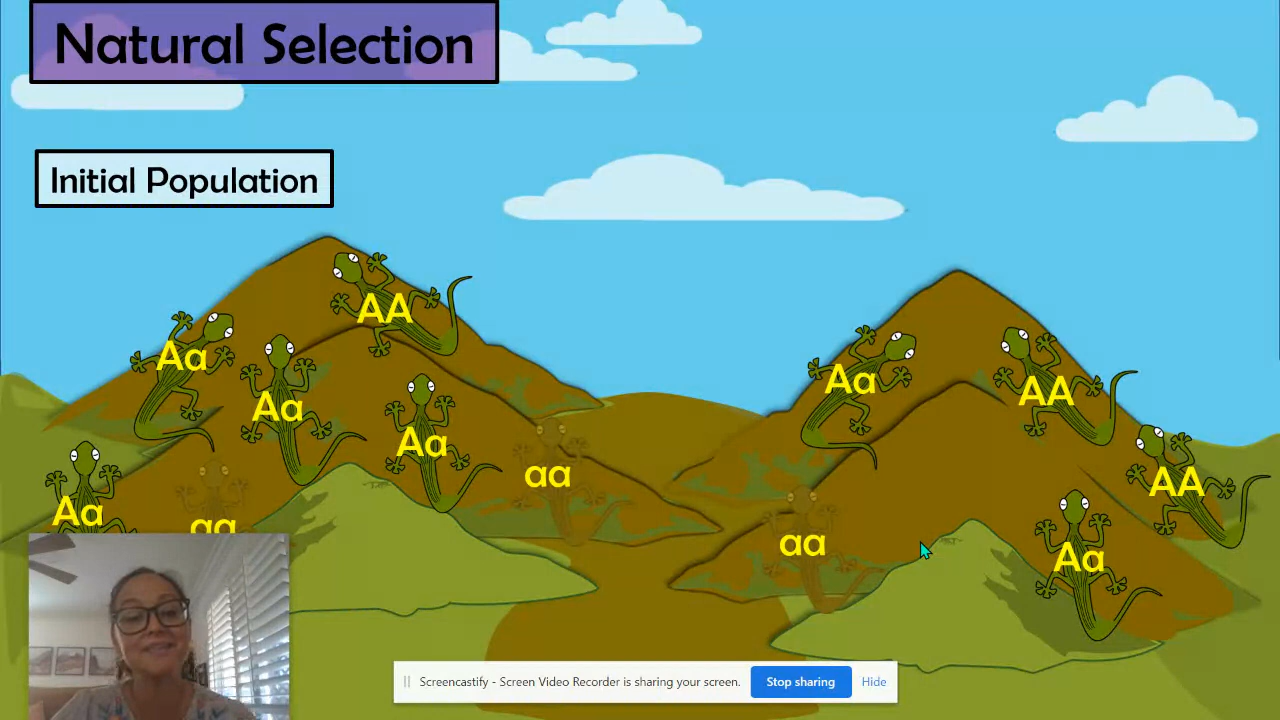 Natural Selection
Initial Population
AA
Aa
Aa
Aa
aa
Aa
aa
Aa
AA
AA
aa
Aa
Screencastify - Screen Video Recorder is sharing your screen.
Stop sharing
Hide